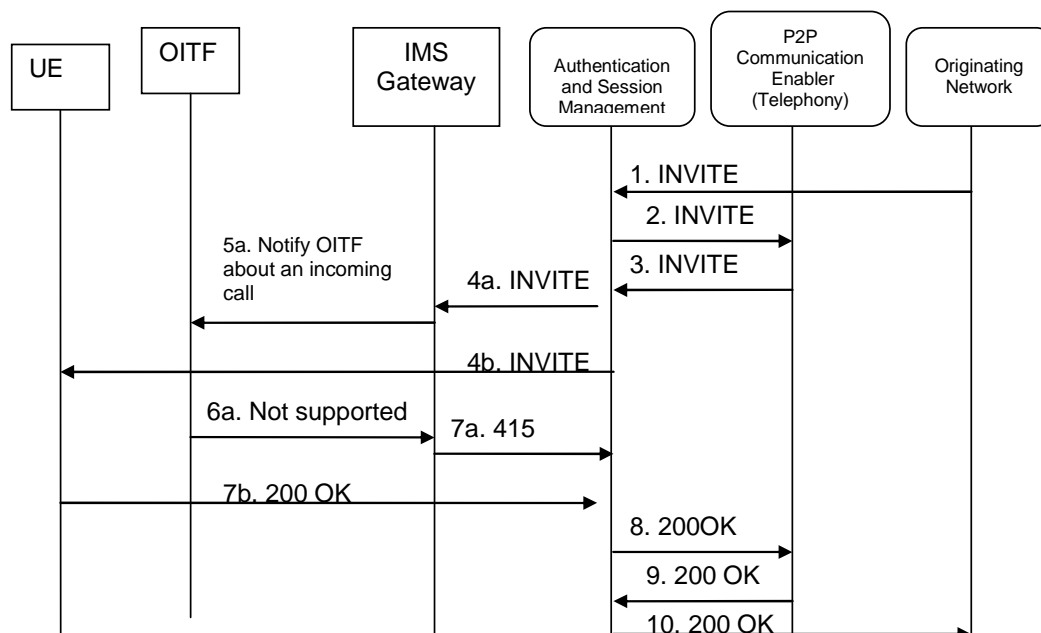 UE
OITF
IMS
Gateway
Authentication
and Session
Management
P2P
Communication
Enabler
(Telephony)
Originating
Network
1. INVITE
2. INVITE
3. INVITE
4a. INVITE
5a. Notify OITF
about an incoming
call
4b. INVITE
6a. Not supported
7a. 415
7b. 200 OK
8. 200OK
9. 200 OK
10. 200 OK